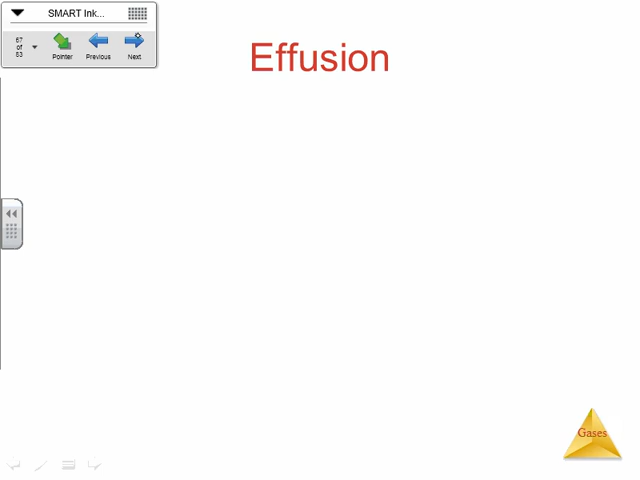 SMART Ink...
67
of
83
Pointer
Previous
Next
Effusion
Gases